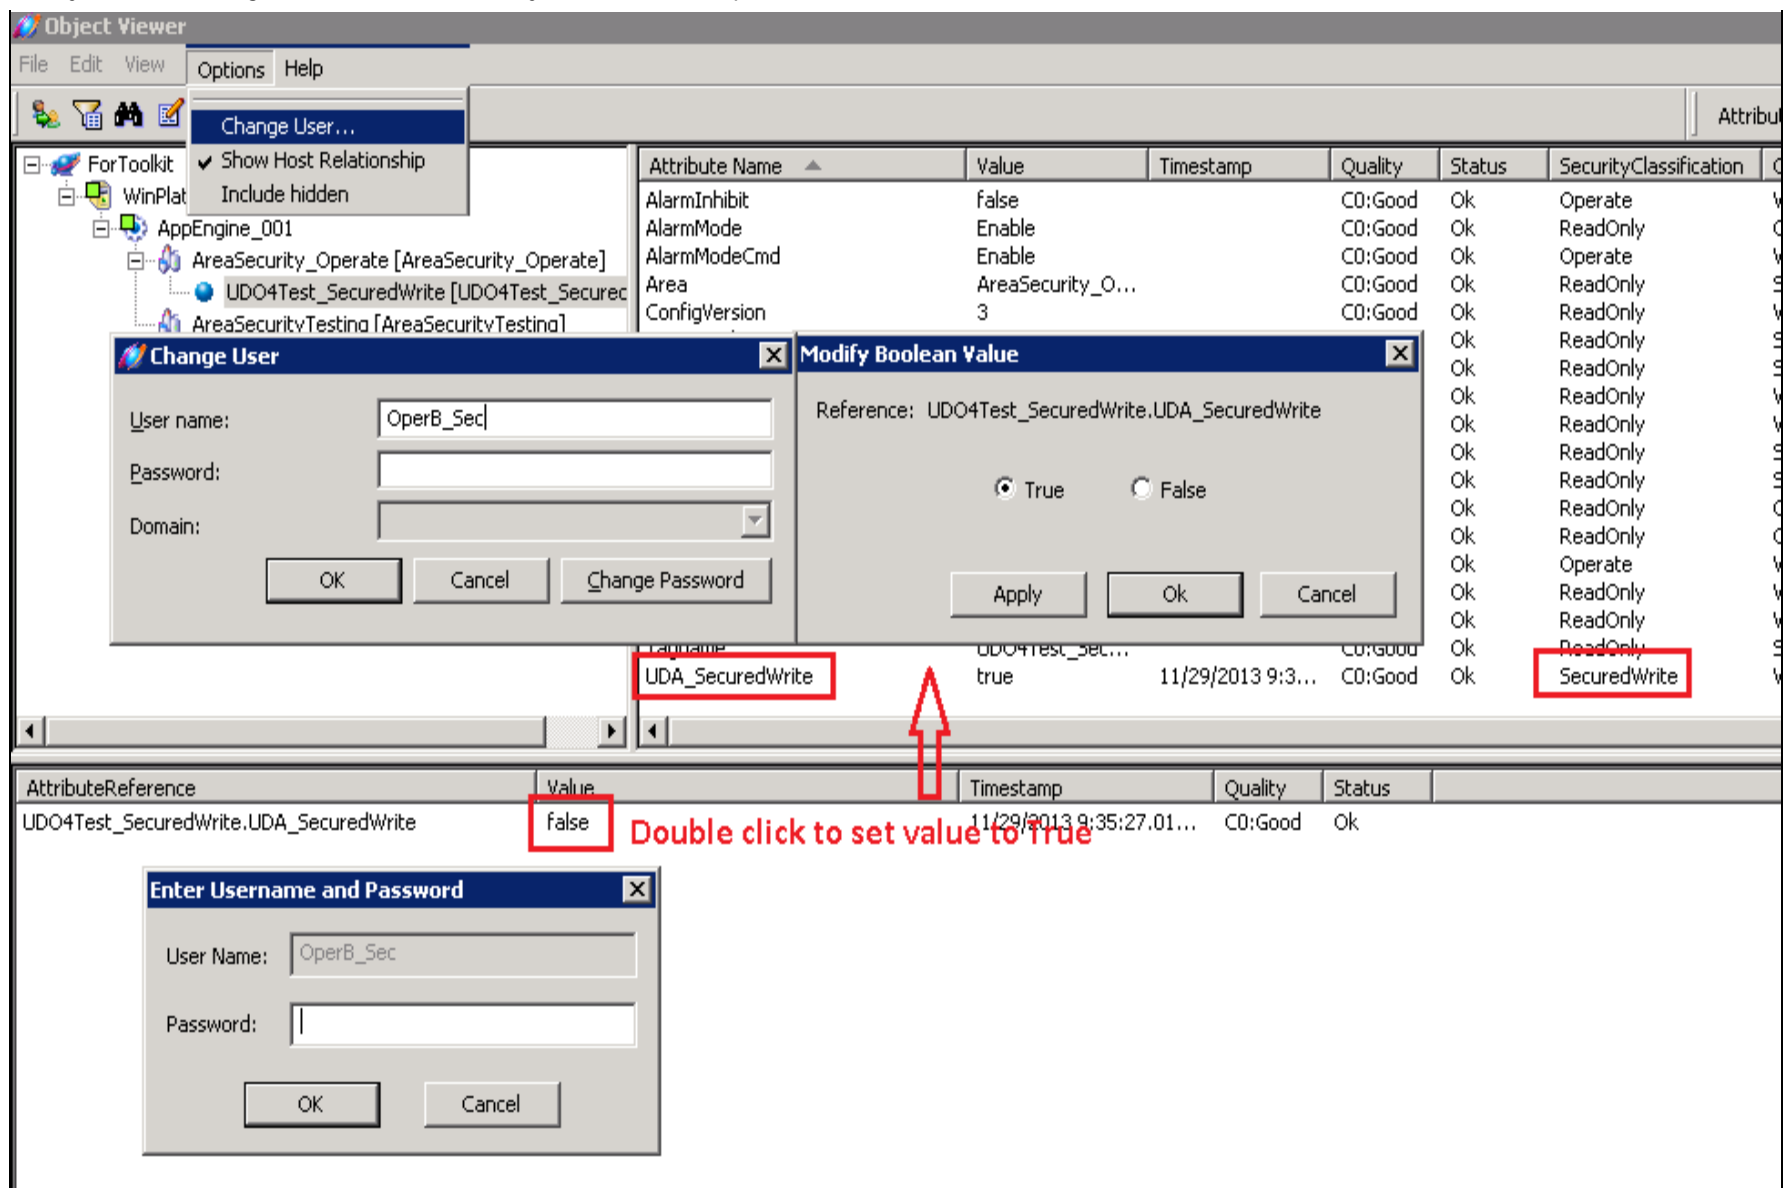 Object Viewer
File Edit View Options Help
Change User...
Show Host Relationship
Include hidden
ForToolkit
WinPlat
AppEngine_001
AreaSecurity_Operate [AreaSecurity_Operate]
UDO4Test_SecuredWrite [UDO4Test_Secured
AreaSecurityTesting [AreaSecurityTesting]
Attribute Name Value Timestamp Quality Status SecurityClassification
AlarmInhibit false C0:Good Ok Operate
AlarmMode Enable C0:Good Ok ReadOnly
AlarmModeCmd Enable C0:Good Ok Operate
Area AreaSecurity_O... C0:Good Ok ReadOnly
ConfigVersion 3 C0:Good Ok ReadOnly
Ok ReadOnly
Ok ReadOnly
Ok ReadOnly
Ok ReadOnly
Ok ReadOnly
Ok ReadOnly
Ok ReadOnly
Ok ReadOnly
Ok Operate
Ok ReadOnly
Ok ReadOnly
Tagname UDO4Test_Sec... C0:Good Ok ReadOnly
UDA_SecuredWrite true 11/29/2013 9:3... C0:Good Ok SecuredWrite
Change User
User name: OperB_Sec
Password:
Domain:
OK Cancel Change Password
Modify Boolean Value
Reference: UDO4Test_SecuredWrite.UDA_SecuredWrite
True False
Apply Ok Cancel
AttributeReference Value Timestamp Quality Status
UDO4Test_SecuredWrite.UDA_SecuredWrite false 11/29/2013 9:35:27.01... C0:Good Ok
Double click to set value to True
Enter Username and Password
User Name: OperB_Sec
Password:
OK Cancel